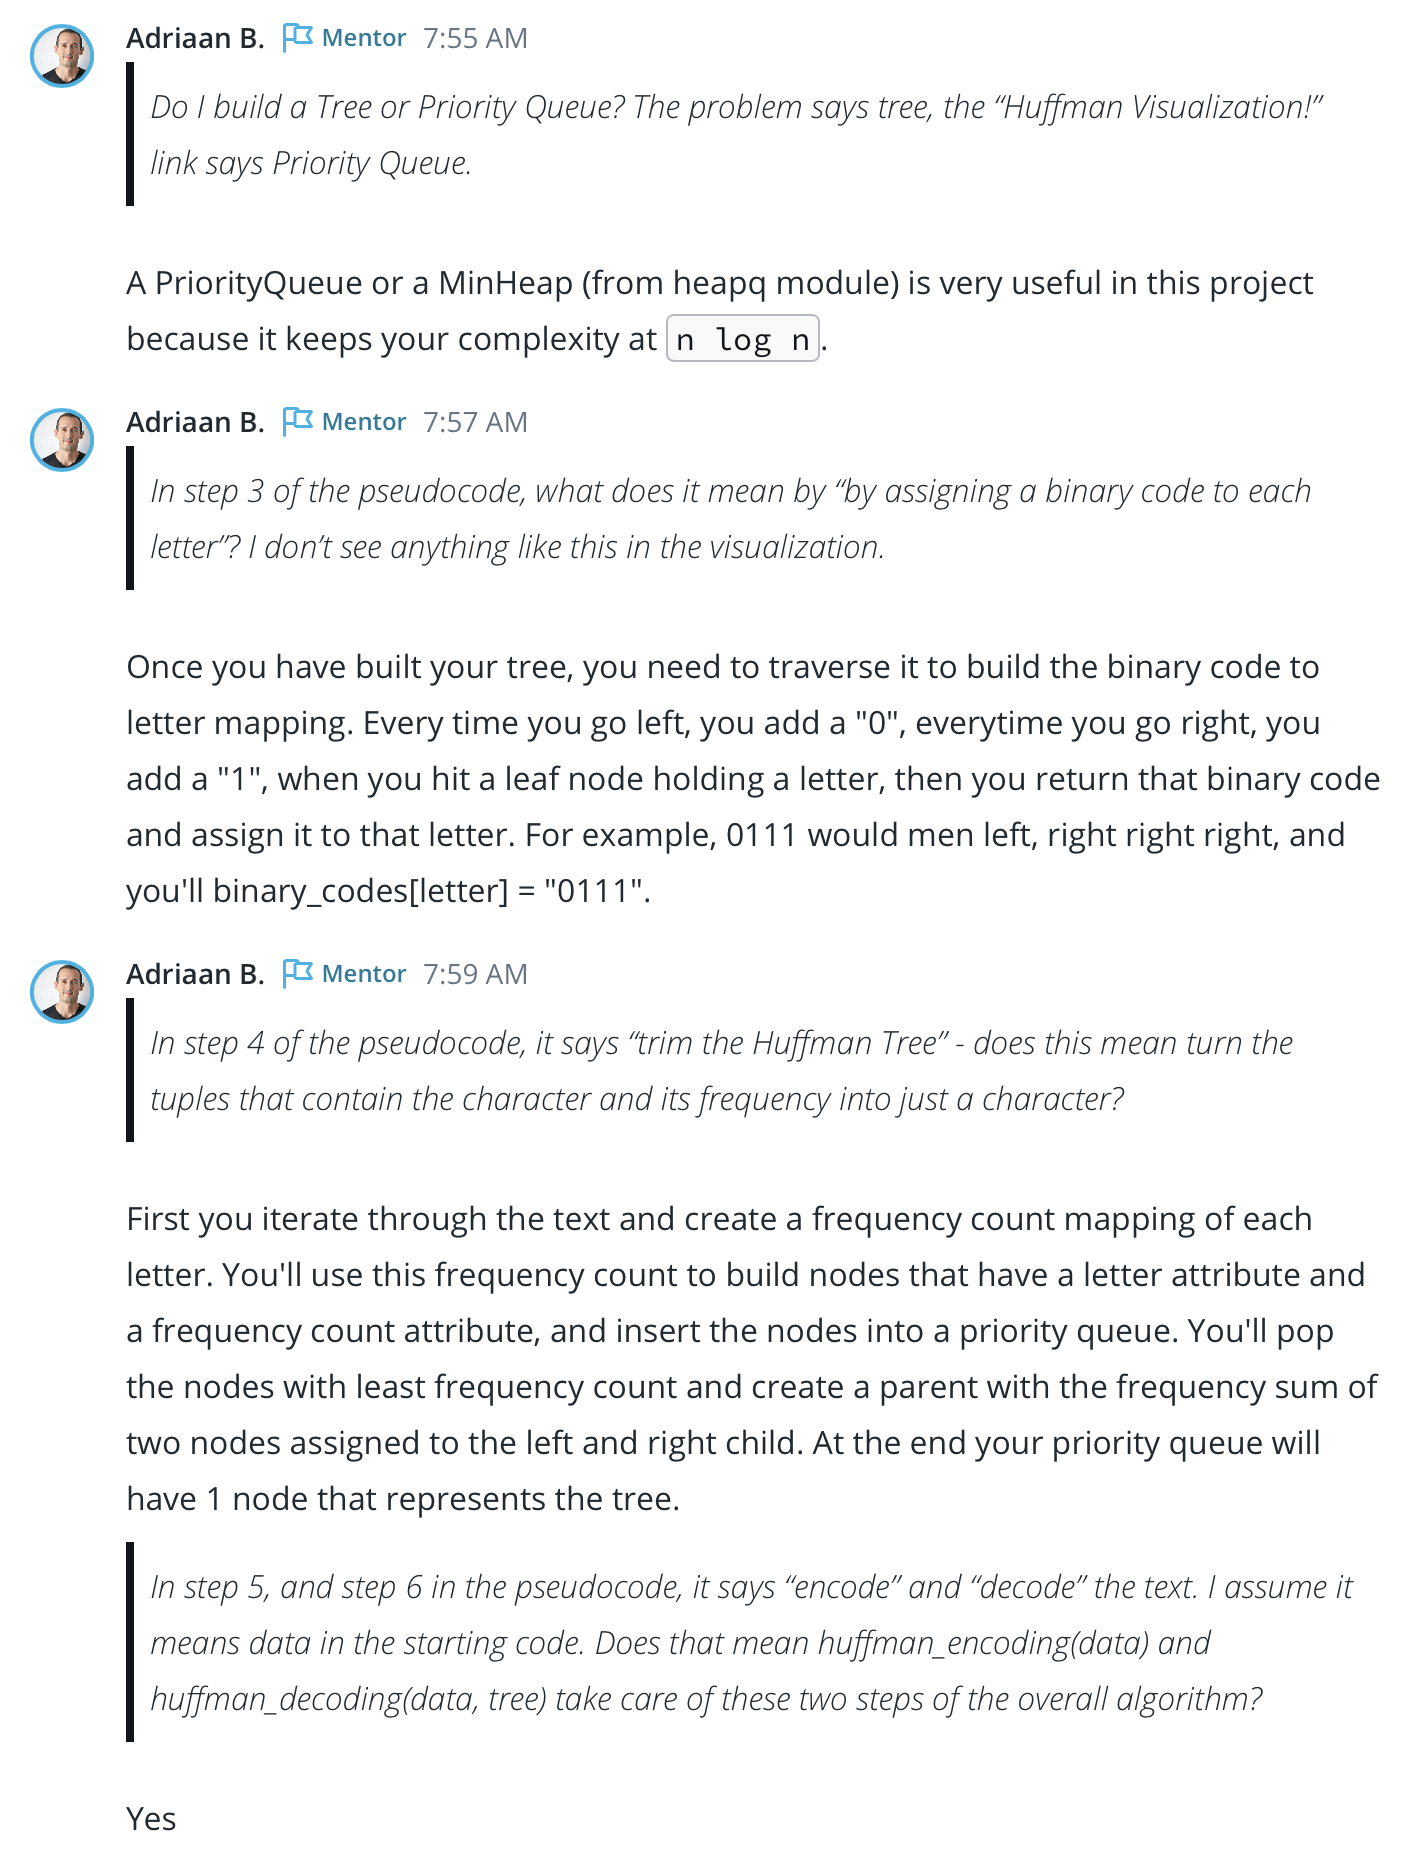 Adriaan B. Mentor 7:55 AM
Do I build a Tree or Priority Queue? The problem says tree, the “Huffman Visualization!”
link says Priority Queue.
A PriorityQueue or a MinHeap (from heapq module) is very useful in this project
because it keeps your complexity at n log n.
Adriaan B. Mentor 7:57 AM
In step 3 of the pseudocode, what does it mean by “by assigning a binary code to each
letter”? I don’t see anything like this in the visualization.
Once you have built your tree, you need to traverse it to build the binary code to
letter mapping. Every time you go left, you add a "0", everytime you go right, you
add a "1", when you hit a leaf node holding a letter, then you return that binary code
and assign it to that letter. For example, 0111 would men left, right right right, and
you'll binary_codes[letter] = "0111".
Adriaan B. Mentor 7:59 AM
In step 4 of the pseudocode, it says “trim the Huffman Tree” - does this mean turn the
tuples that contain the character and its frequency into just a character?
First you iterate through the text and create a frequency count mapping of each
letter. You'll use this frequency count to build nodes that have a letter attribute and
a frequency count attribute, and insert the nodes into a priority queue. You'll pop
the nodes with least frequency count and create a parent with the frequency sum of
two nodes assigned to the left and right child. At the end your priority queue will
have 1 node that represents the tree.
In step 5, and step 6 in the pseudocode, it says “encode” and “decode” the text. I assume it
means data in the starting code. Does that mean huffman_encoding(data) and
huffman_decoding(data, tree) take care of these two steps of the overall algorithm?
Yes